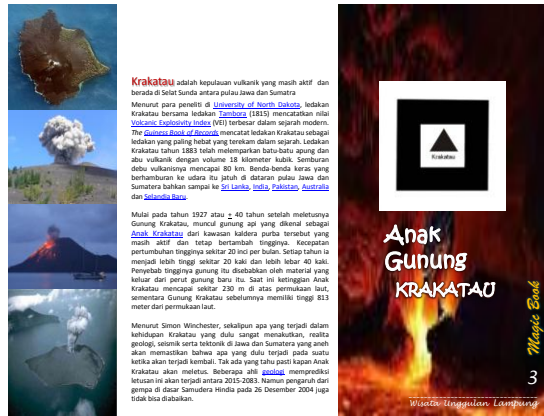 Krakatau adalah kepulauan vulkanik yang masih aktif dan
berada di Selat Sunda antara pulau Jawa dan Sumatra
Menurut para peneliti di University of North Dakota, ledakan
Krakatau bersama ledakan Tambora (1815) mencatatkan nilai
Volcanic Explosivity Index (VEI) terbesar dalam sejarah modern.
The Guiness Book of Records mencatat ledakan Krakatau sebagai
ledakan yang paling hebat yang terekam dalam sejarah. Ledakan
Krakatau tahun 1883 telah melemparkan batu-batu apung dan
abu vulkanik dengan volume 18 kilometer kubik. Semburan
debu vulkanisnya mencapai 80 km. Benda-benda keras yang
berhamburan ke udara itu jatuh di dataran pulau Jawa dan
Sumatera bahkan sampai ke Sri Lanka, India, Pakistan, Australia
dan Selandia Baru.
Mulai pada tahun 1927 atau ± 40 tahun setelah meletusnya
Gunung Krakatau, muncul gunung api yang dikenal sebagai
Anak Krakatau dari kawasan kaldera purba tersebut yang
masih aktif dan tetap bertambah tingginya. Kecepatan
pertumbuhan tingginya sekitar 20 inci per bulan. Setiap tahun ia
menjadi lebih tinggi sekitar 20 kaki dan lebih lebar 40 kaki.
Penyebab tingginya gunung itu disebabkan oleh material yang
keluar dari perut gunung baru itu. Saat ini ketinggian Anak
Krakatau mencapai sekitar 230 m di atas permukaan laut,
sementara Gunung Krakatau sebelumnya memiliki tinggi 813
meter dari permukaan laut.
Menurut Simon Winchester, sekalipun apa yang terjadi dalam
kehidupan Krakatau yang dulu sangat menakutkan, realita
geologi, seismik serta tektonik di Jawa dan Sumatera yang aneh
akan memastikan bahwa apa yang dulu terjadi pada suatu
ketika akan terjadi kembali. Tak ada yang tahu pasti kapan Anak
Krakatau akan meletus. Beberapa ahli geologi memprediksi
letusan ini akan terjadi antara 2015-2083. Namun pengaruh dari
gempa di dasar Samudera Hindia pada 26 Desember 2004 juga
tidak bisa diabaikan.
Krakatau
Anak
Gunung
KRAKATAU
Magic Book
3
Wisata Unggulan Lampung